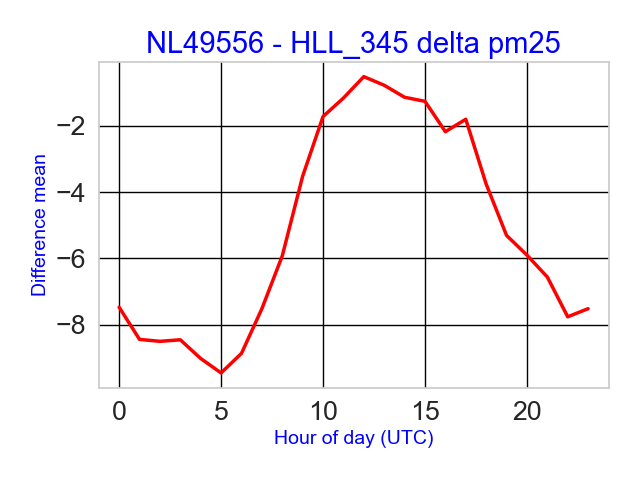 NL49556 - HLL_345 delta pm25
−2
−4
−6
−8
Difference mean
0 5 10 15 20
Hour of day (UTC)